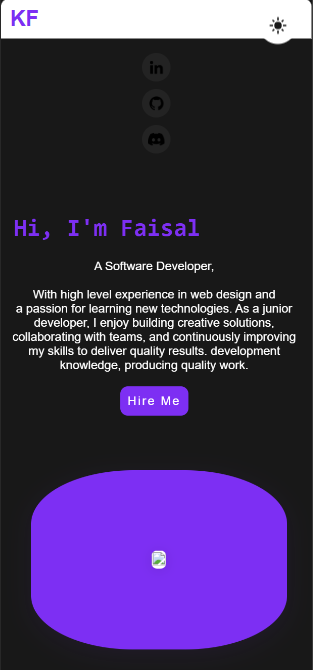 KF
Hi, I'm Faisal
A Software Developer,
With high level experience in web design and
a passion for learning new technologies. As a junior
developer, I enjoy building creative solutions,
collaborating with teams, and continuously improving
my skills to deliver quality results. development
knowledge, producing quality work.
Hire Me